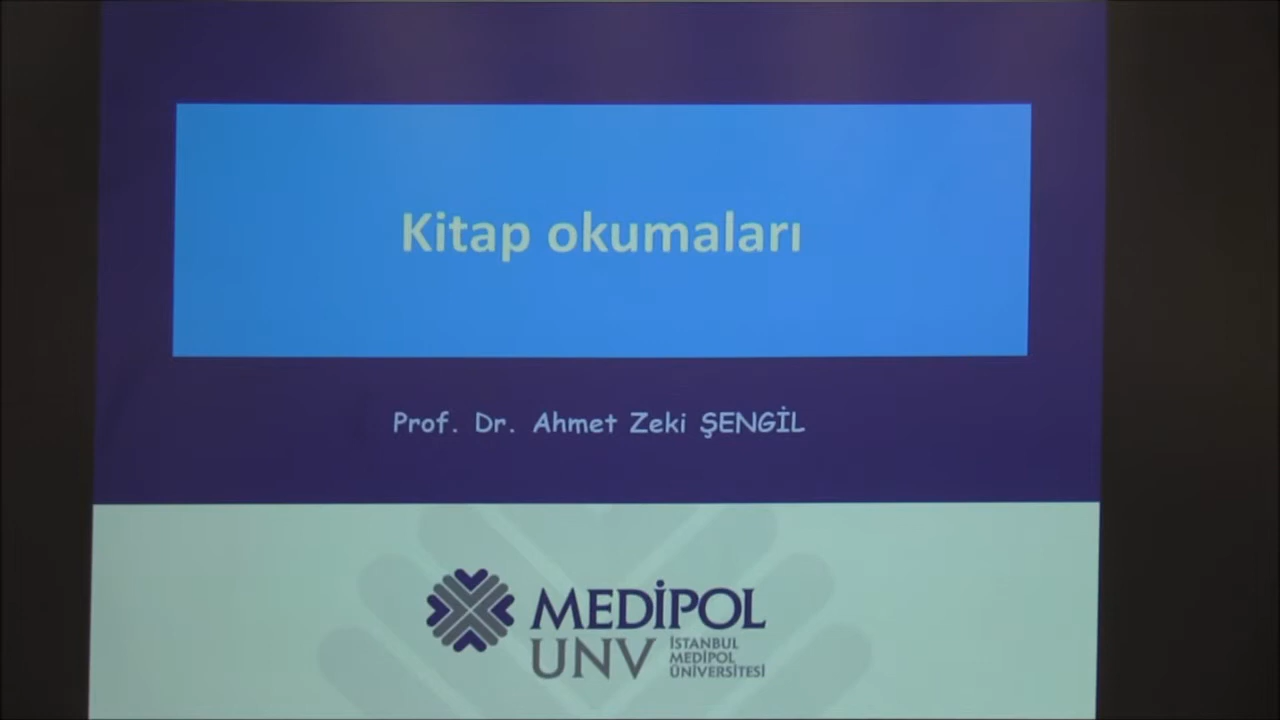 Kitap okumaları
Prof. Dr. Ahmet Zeki ŞENGİL
MEDİPOL
UNV
İSTANBUL
MEDİPOL
ÜNİVERSİTESİ